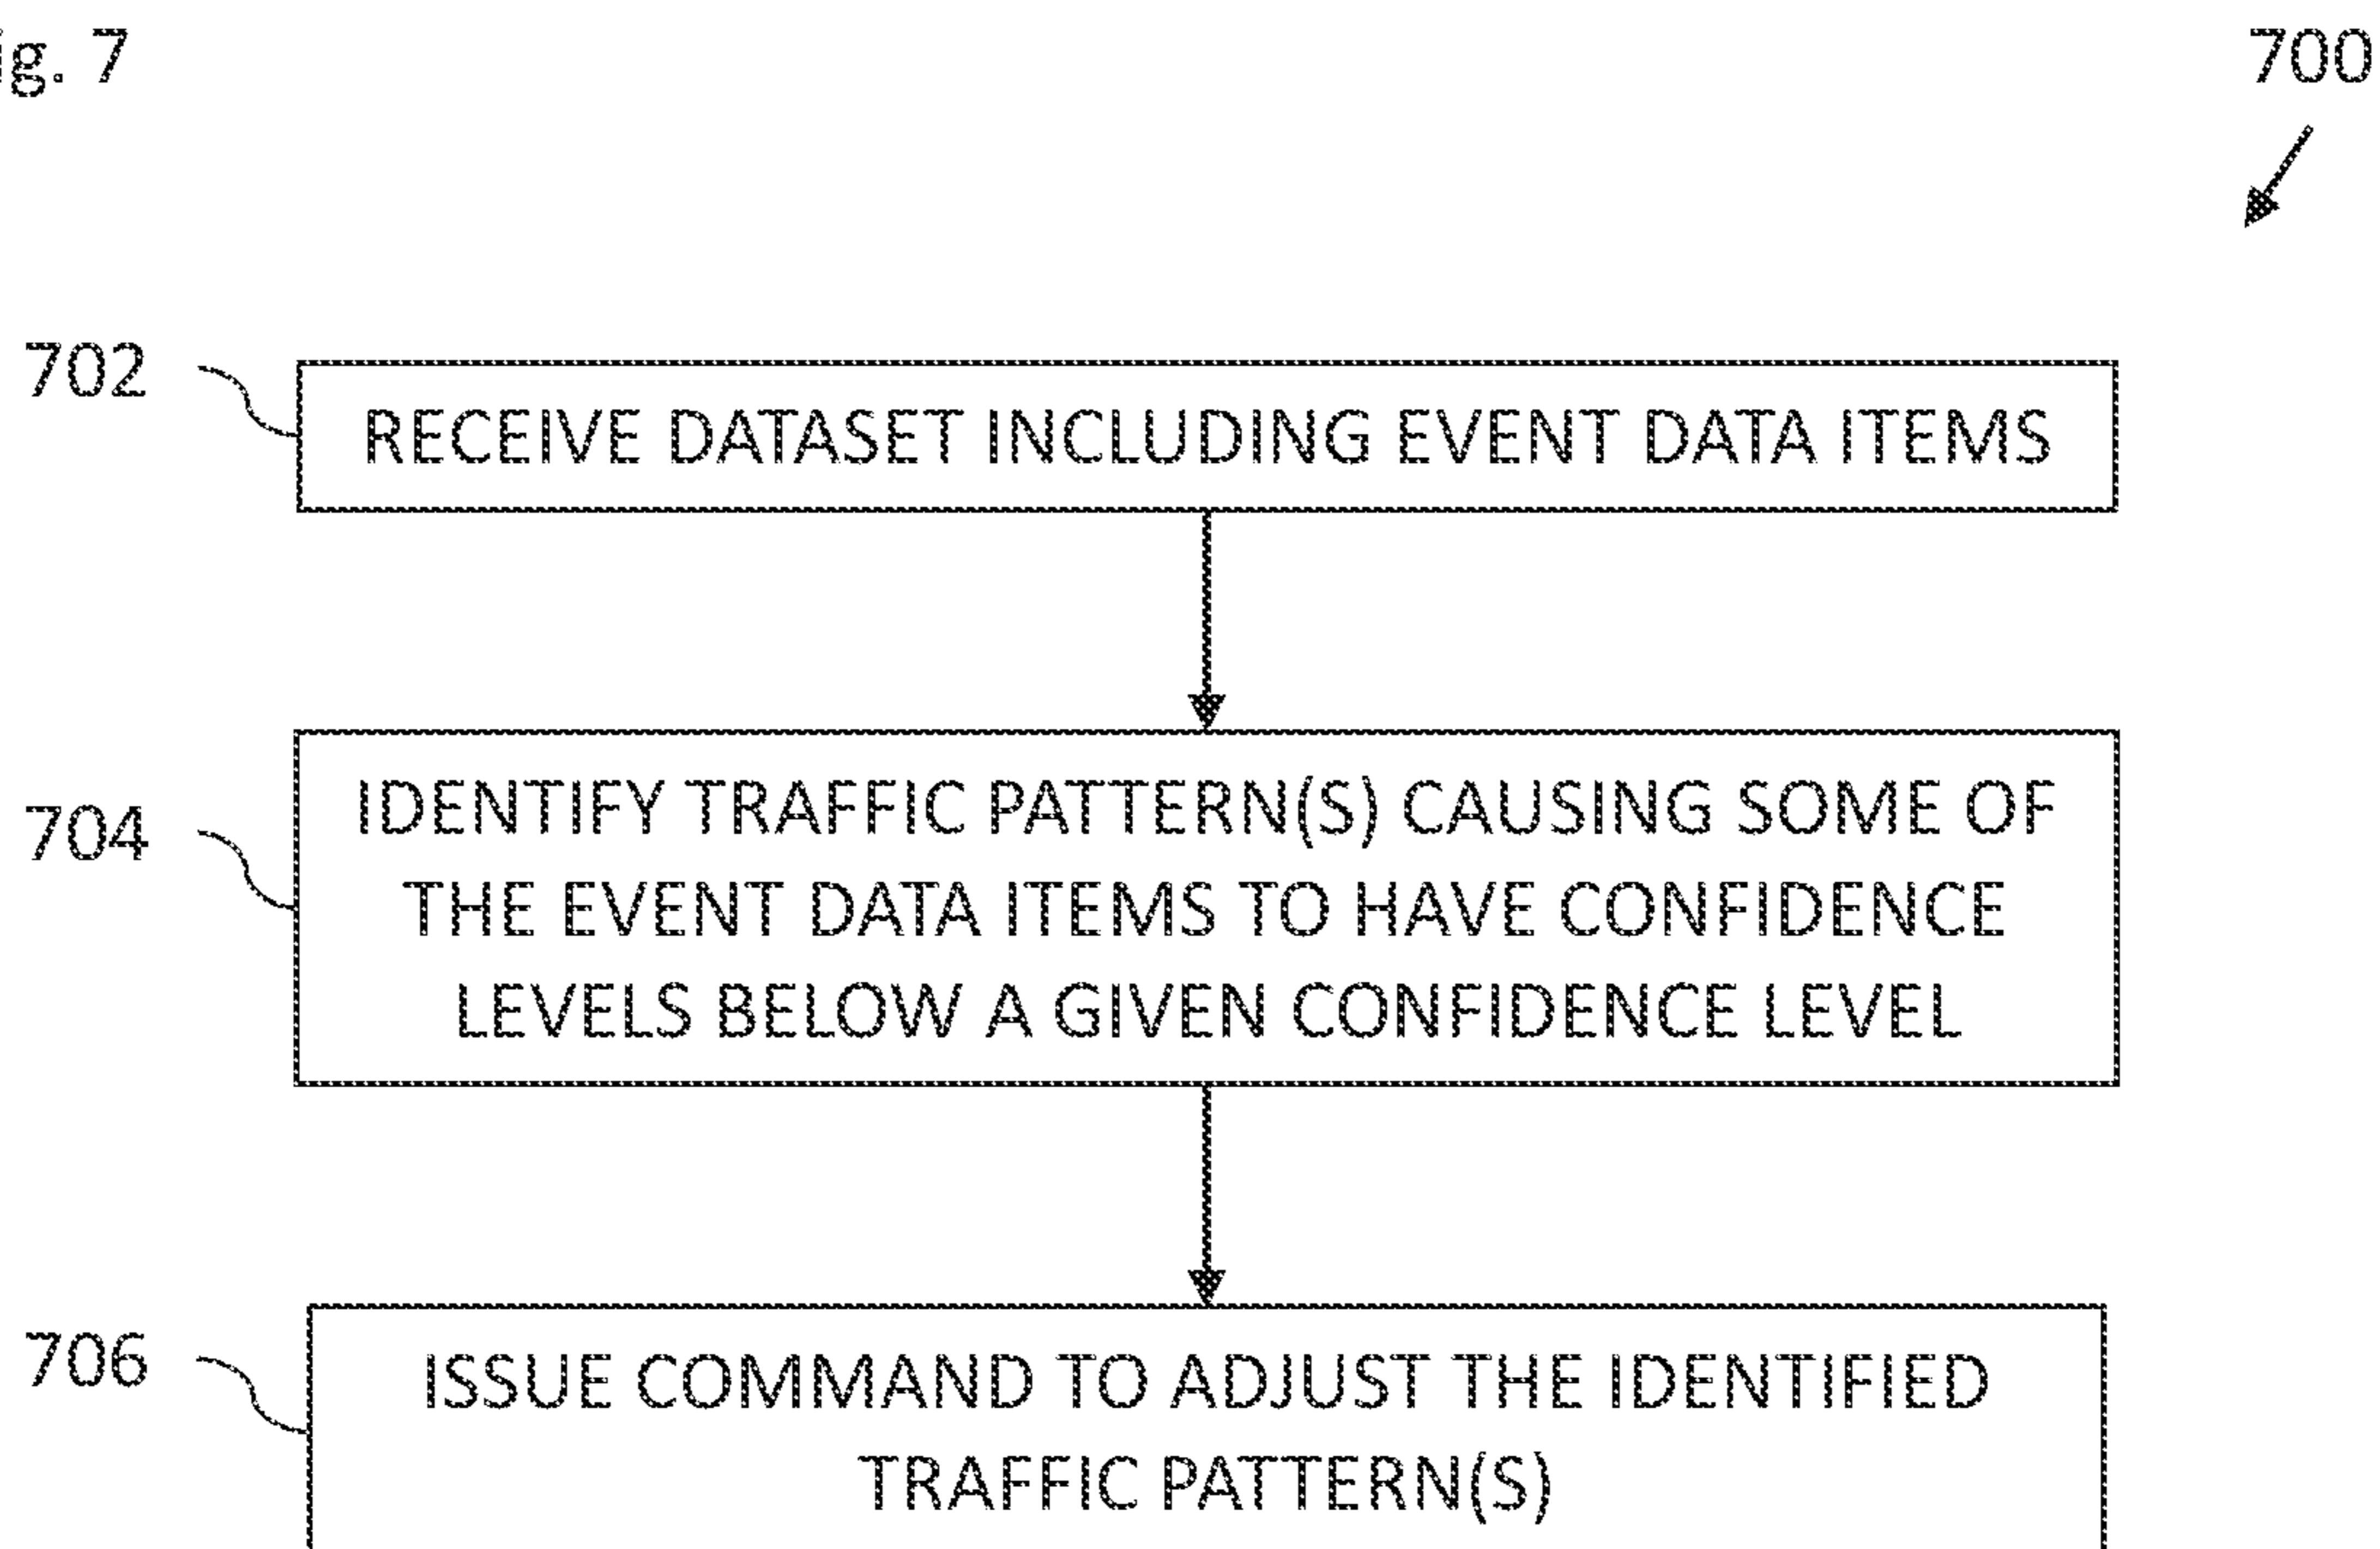 ig. 7
700
702
RECEIVE DATASET INCLUDING EVENT DATA ITEMS
704
IDENTIFY TRAFFIC PATTERN(S) CAUSING SOME OF
THE EVENT DATA ITEMS TO HAVE CONFIDENCE
LEVELS BELOW A GIVEN CONFIDENCE LEVEL
706
ISSUE COMMAND TO ADJUST THE IDENTIFIED
TRAFFIC PATTERN(S)